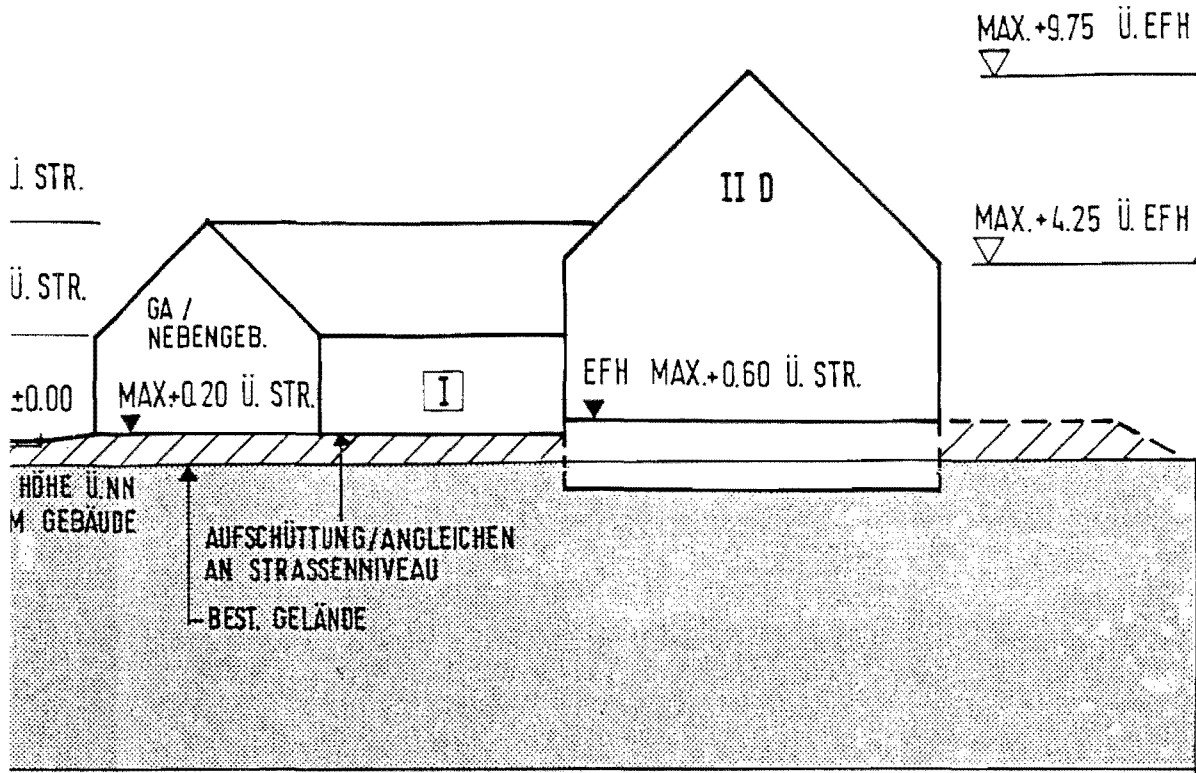 MAX.+9.75 Ü. EFH
Ü. STR.
II D
MAX.+4.25 Ü. EFH
Ü. STR.
GA /
NEBENGEB.
±0.00
MAX.+0.20 Ü. STR.
I
EFH MAX.+0.60 Ü. STR.
HÖHE Ü.NN
M GEBÄUDE
AUFSCHÜTTUNG/ANGLEICHEN
AN STRASSENNIVEAU
BEST. GELÄNDE